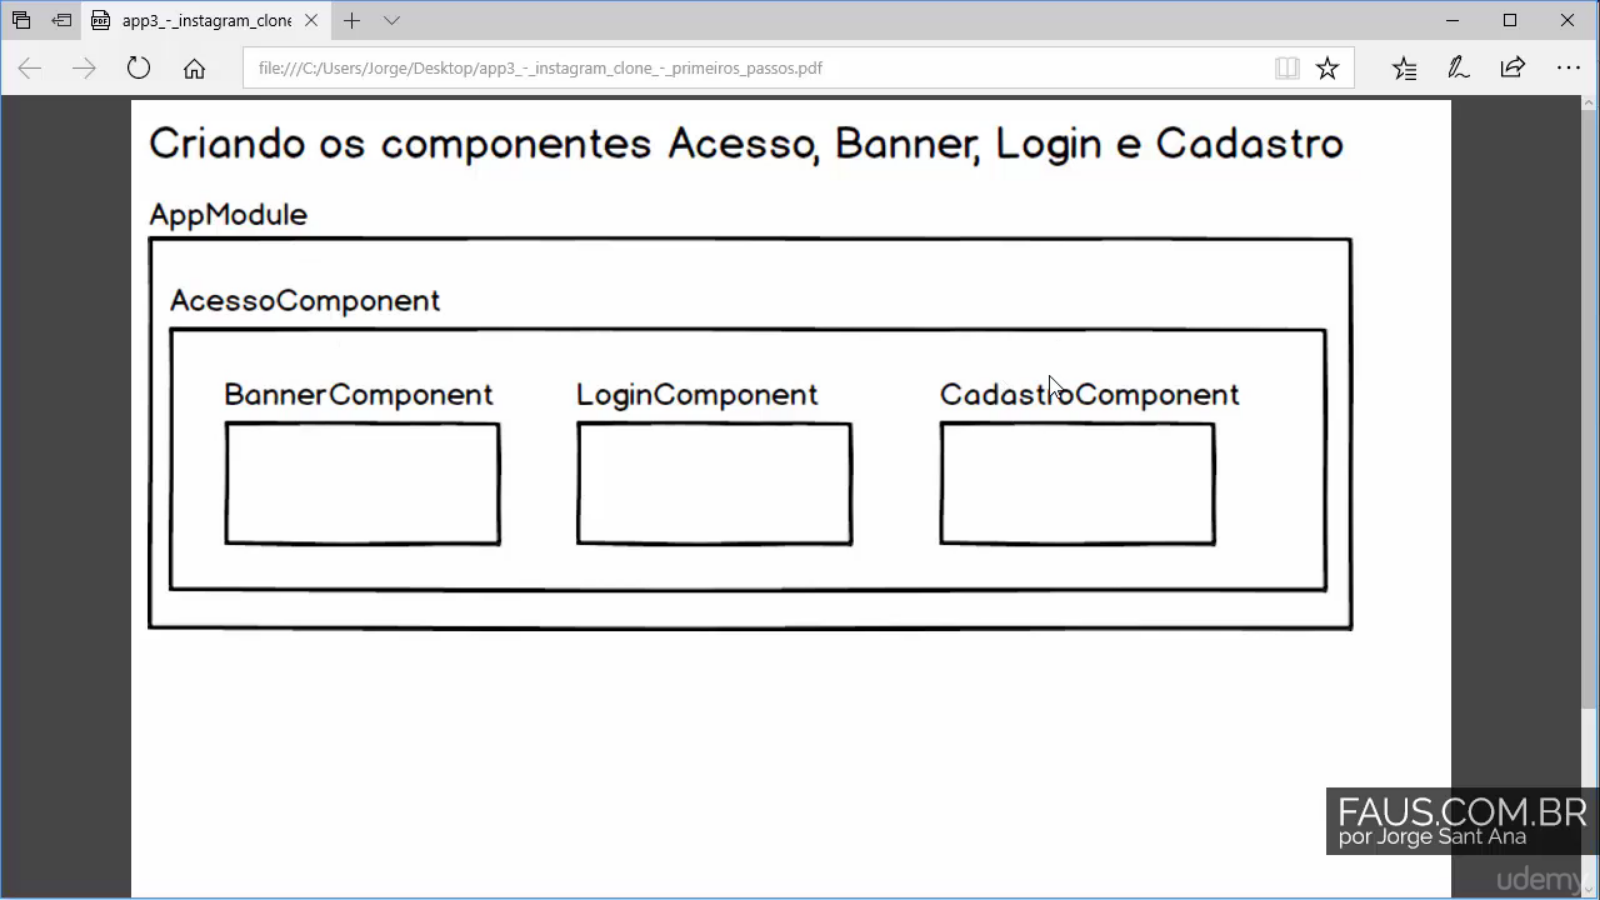 app3_-_instagram_clone
file:///C:/Users/Jorge/Desktop/app3_-_instagram_clone_-_primeiros_passos.pdf
Criando os componentes Acesso, Banner, Login e Cadastro
AppModule
AcessoComponent
BannerComponent
LoginComponent
CadastroComponent
FAUS.COM.BR
por Jorge Sant Ana
udemy